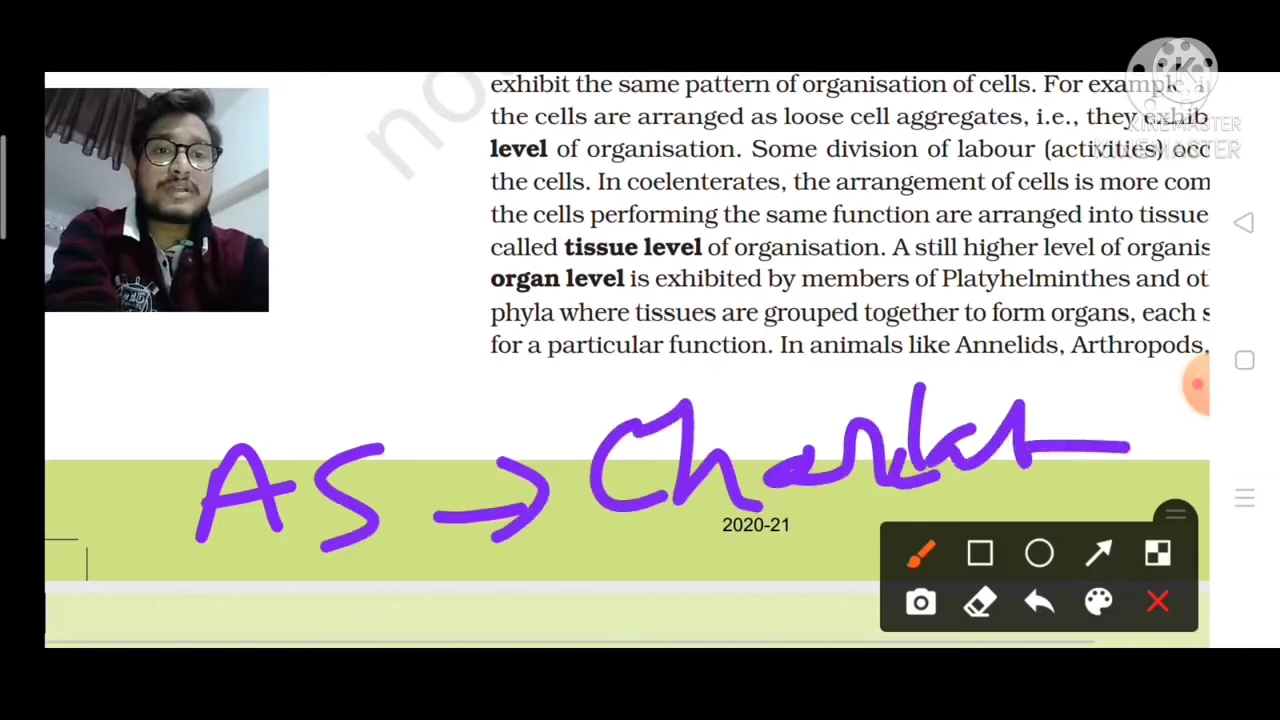 exhibit the same pattern of organisation of cells. For example, i
the cells are arranged as loose cell aggregates, i.e., they exhib
level of organisation. Some division of labour (activities) occ
the cells. In coelenterates, the arrangement of cells is more com
the cells performing the same function are arranged into tissue
called tissue level of organisation. A still higher level of organis
organ level is exhibited by members of Platyhelminthes and ot
phyla where tissues are grouped together to form organs, each s
for a particular function. In animals like Annelids, Arthropods,
no
KINEMASTER
KINEMASTER
AS →
2020-21